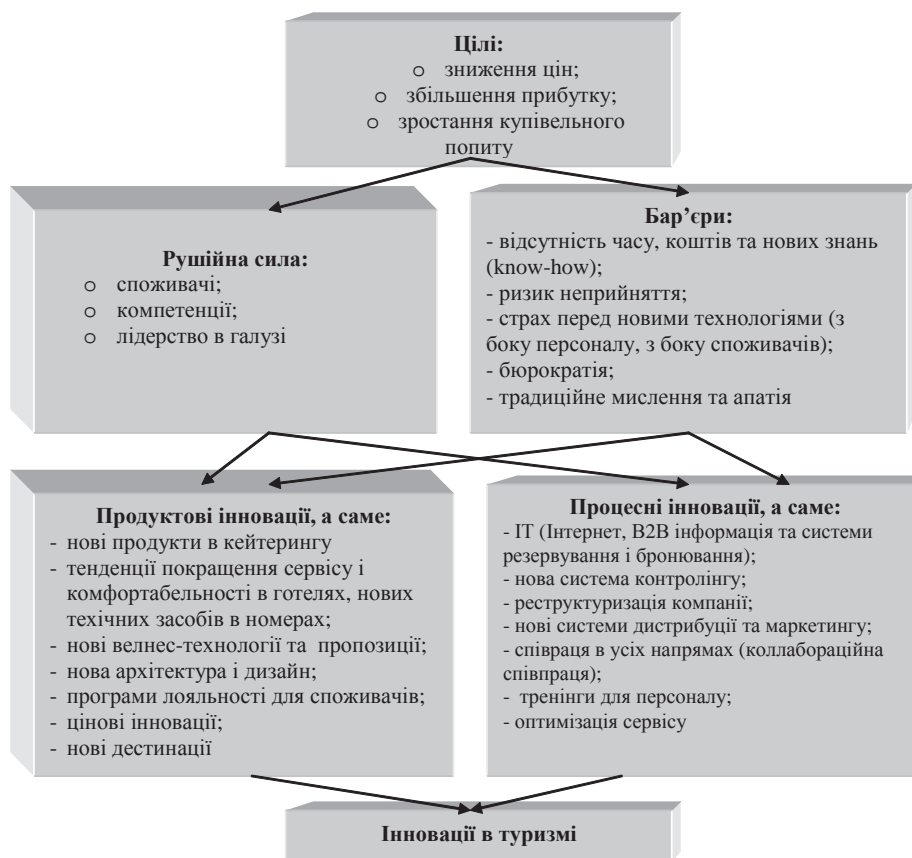 Цілі:
o зниження цін;
o збільшення прибутку;
o зростання купівельного
попиту
Рушійна сила:
o споживачі;
o компетенції;
o лідерство в галузі
Бар’єри:
- відсутність часу, коштів та нових знань
(know-how);
- ризик неприйняття;
- страх перед новими технологіями (з
боку персоналу, з боку споживачів);
- бюрократія;
- традиційне мислення та апатія
Продуктові інновації, а саме:
- нові продукти в кейтерингу
- тенденції покращення сервісу і
комфортабельності в готелях, нових
техічних засобів в номерах;
- нові велнес-технології та пропозиції;
- нова архітектура і дизайн;
- програми лояльності для споживачів;
- цінові інновації;
- нові дестинації
Процесні інновації, а саме:
- ІТ (Інтернет, B2B інформація та системи
резервування і бронювання);
- нова система контролінгу;
- реструктуризація компанії;
- нові системи дистрибуції та маркетингу;
- співраця в усіх напрямах (коллабораційна
співпраця);
- тренінги для персоналу;
- оптимізація сервісу
Інновації в туризмі